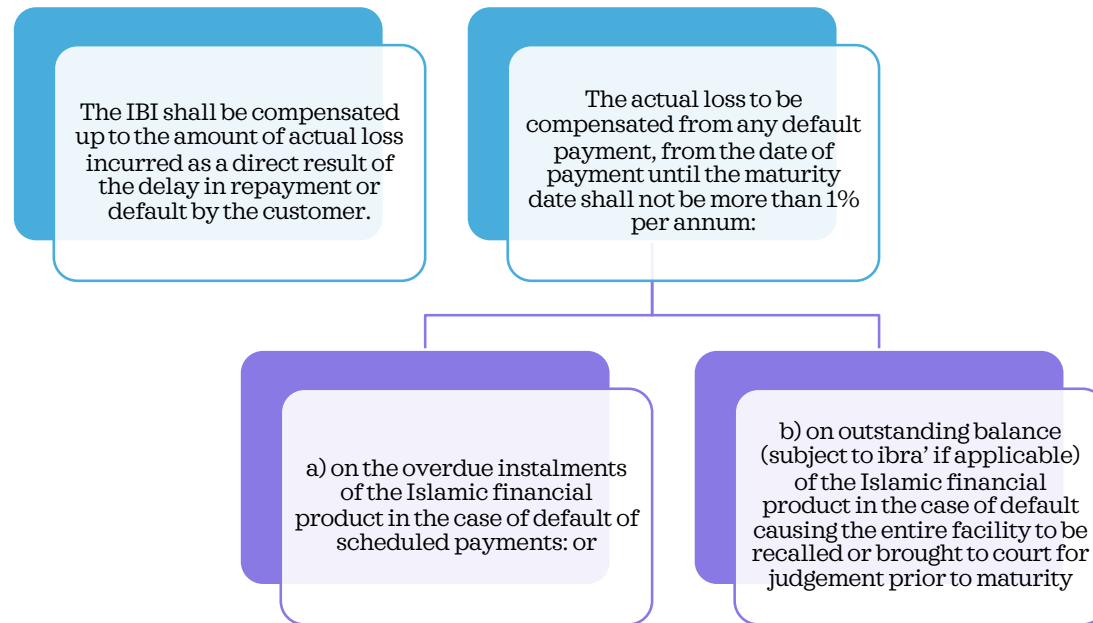 The IBI shall be compensated
up to the amount of actual loss
incurred as a direct result of
the delay in repayment or
default by the customer.
The actual loss to be
compensated from any default
payment, from the date of
payment until the maturity
date shall not be more than 1%
per annum:
a) on the overdue instalments
of the Islamic financial
product in the case of default of
scheduled payments: or
b) on outstanding balance
(subject to ibra’ if applicable)
of the Islamic financial
product in the case of default
causing the entire facility to be
recalled or brought to court for
judgement prior to maturity